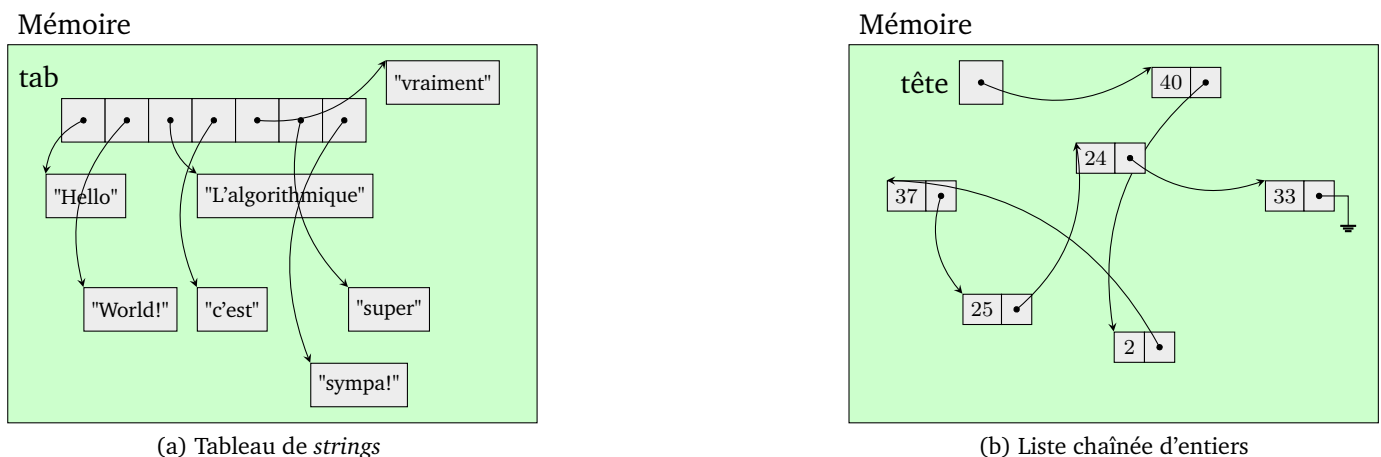 Mémoire
tab
"vraiment"
"Hello"
"L'algorithmique"
"World!"
"c'est"
"super"
"sympa!"
(a) Tableau de strings
Mémoire
tête
40
24
37
33
25
2
(b) Liste chaînée d'entiers